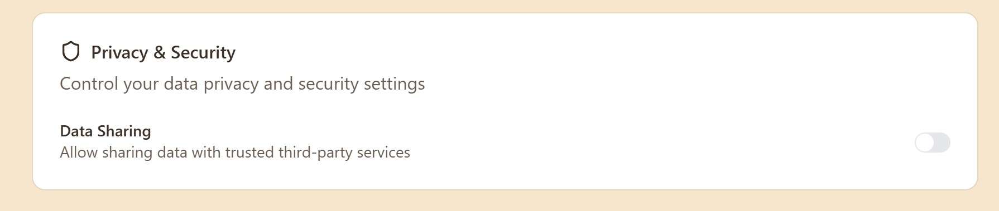 Privacy & Security
Control your data privacy and security settings
Data Sharing
Allow sharing data with trusted third-party services